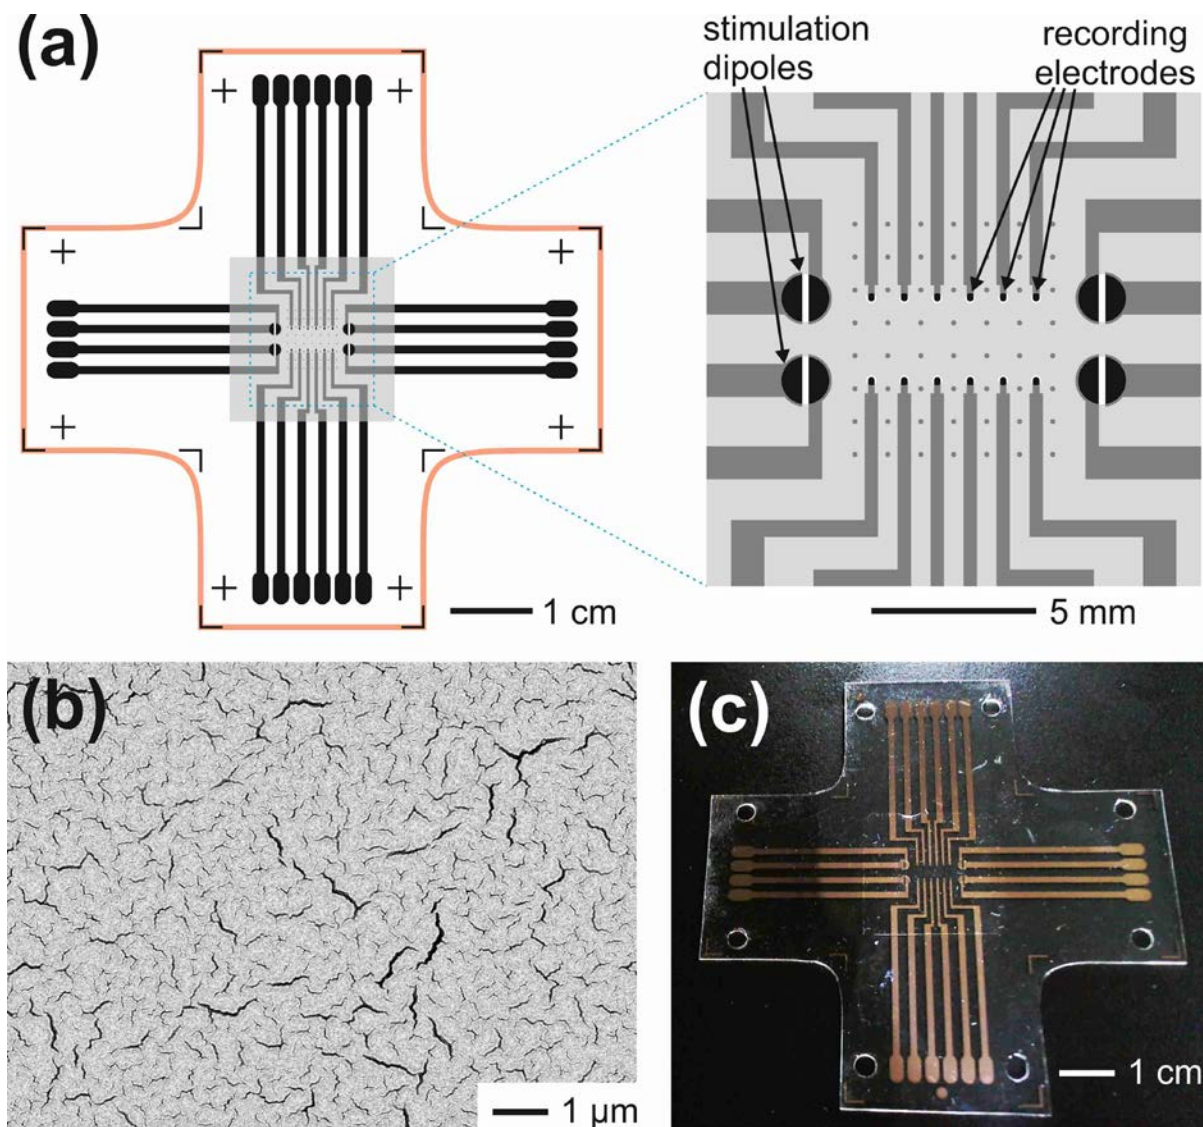 (a)
stimulation
dipoles
recording
electrodes
1 cm
5 mm
(b)
1 µm
(c)
1 cm